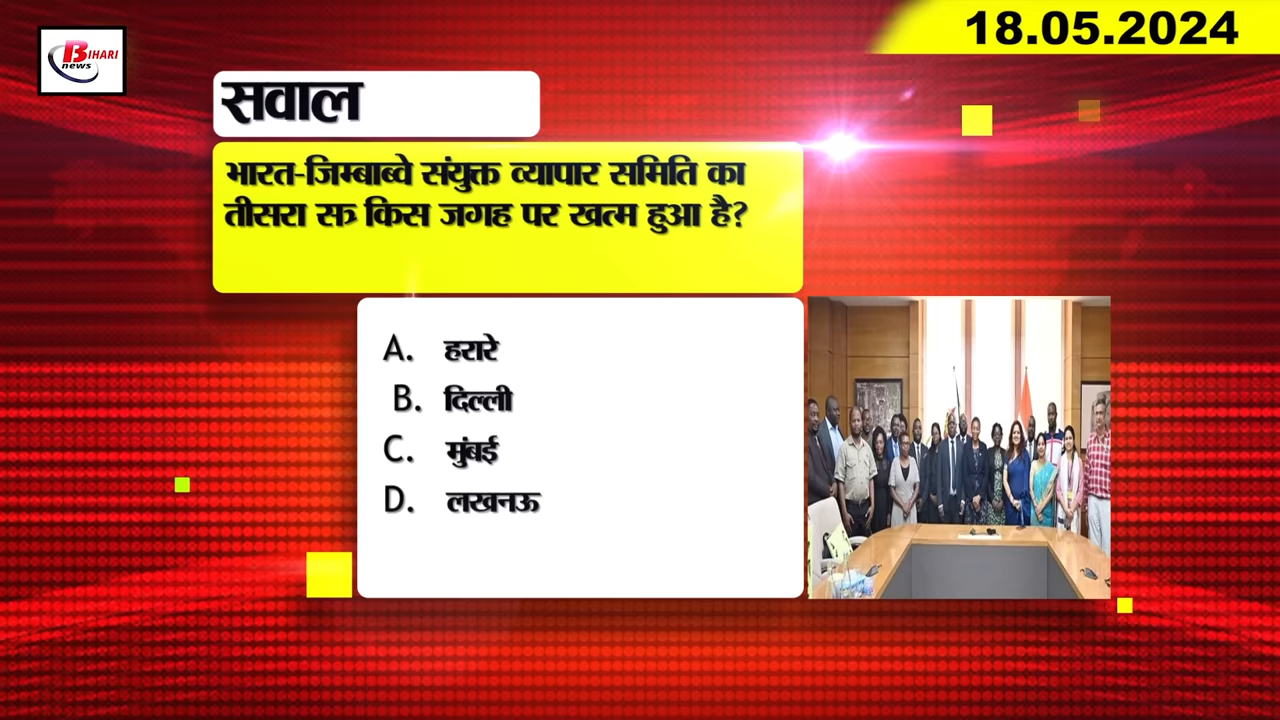 18.05.2024
BIHARI
news
सवाल
भारत-जिम्बाब्वे संयुक्त व्यापार समिति का
तीसरा सत्र किस जगह पर खत्म हुआ है?
A. हरारे
B. दिल्ली
C. मुंबई
D. लखनऊ